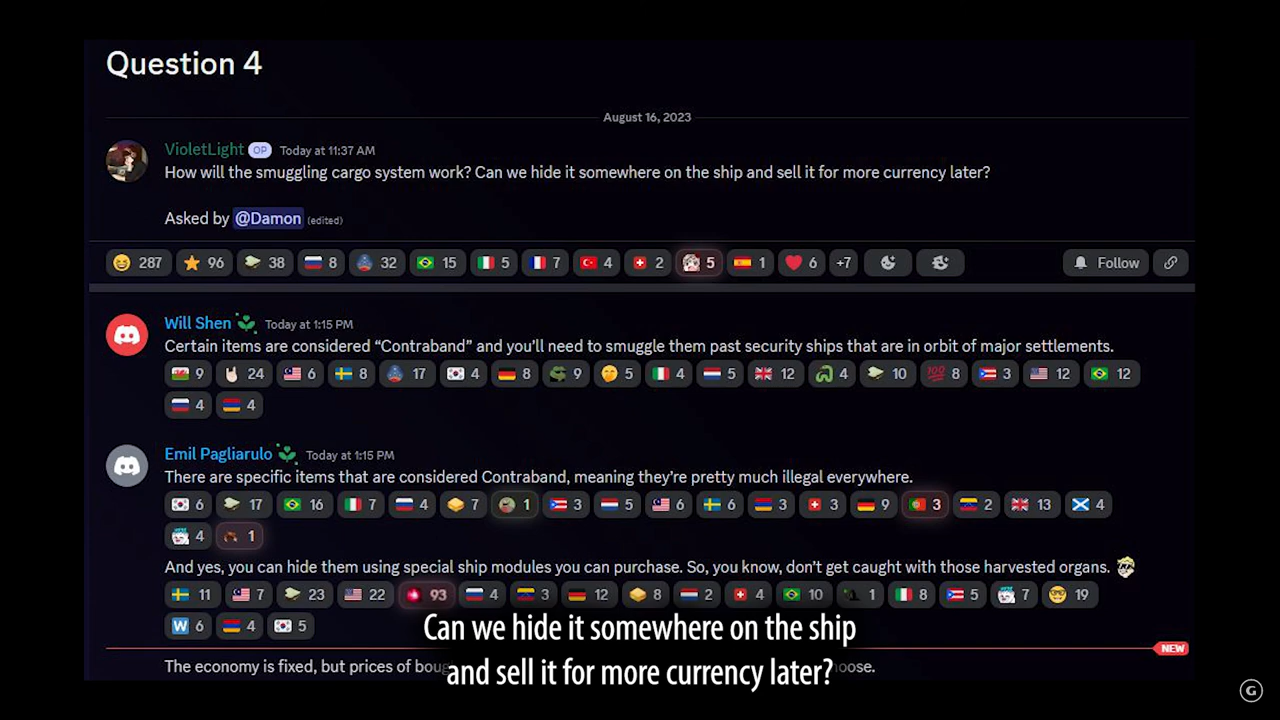 Question 4
August 16, 2023
VioletLight OP Today at 11:37 AM
How will the smuggling cargo system work? Can we hide it somewhere on the ship and sell it for more currency later?
Asked by @Damon (edited)
287 96 38 8 32 15 5 7 4 2 5 1 6 +7 Follow
Will Shen Today at 1:15 PM
Certain items are considered “Contraband” and you’ll need to smuggle them past security ships that are in orbit of major settlements.
9 24 6 8 17 4 8 9 5 4 5 12 4 10 100 8 3 12 12
4 4
Emil Pagliarulo Today at 1:15 PM
There are specific items that are considered Contraband, meaning they’re pretty much illegal everywhere.
6 17 16 7 4 7 1 3 5 6 6 3 3 9 3 2 13 4
4 1
And yes, you can hide them using special ship modules you can purchase. So, you know, don’t get caught with those harvested organs.
11 7 23 22 93 4 3 12 8 2 4 10 1 8 5 7 19
W 6 4 5
NEW
The economy is fixed, but prices of
Can we hide it somewhere on the ship
and sell it for more currency later?
G